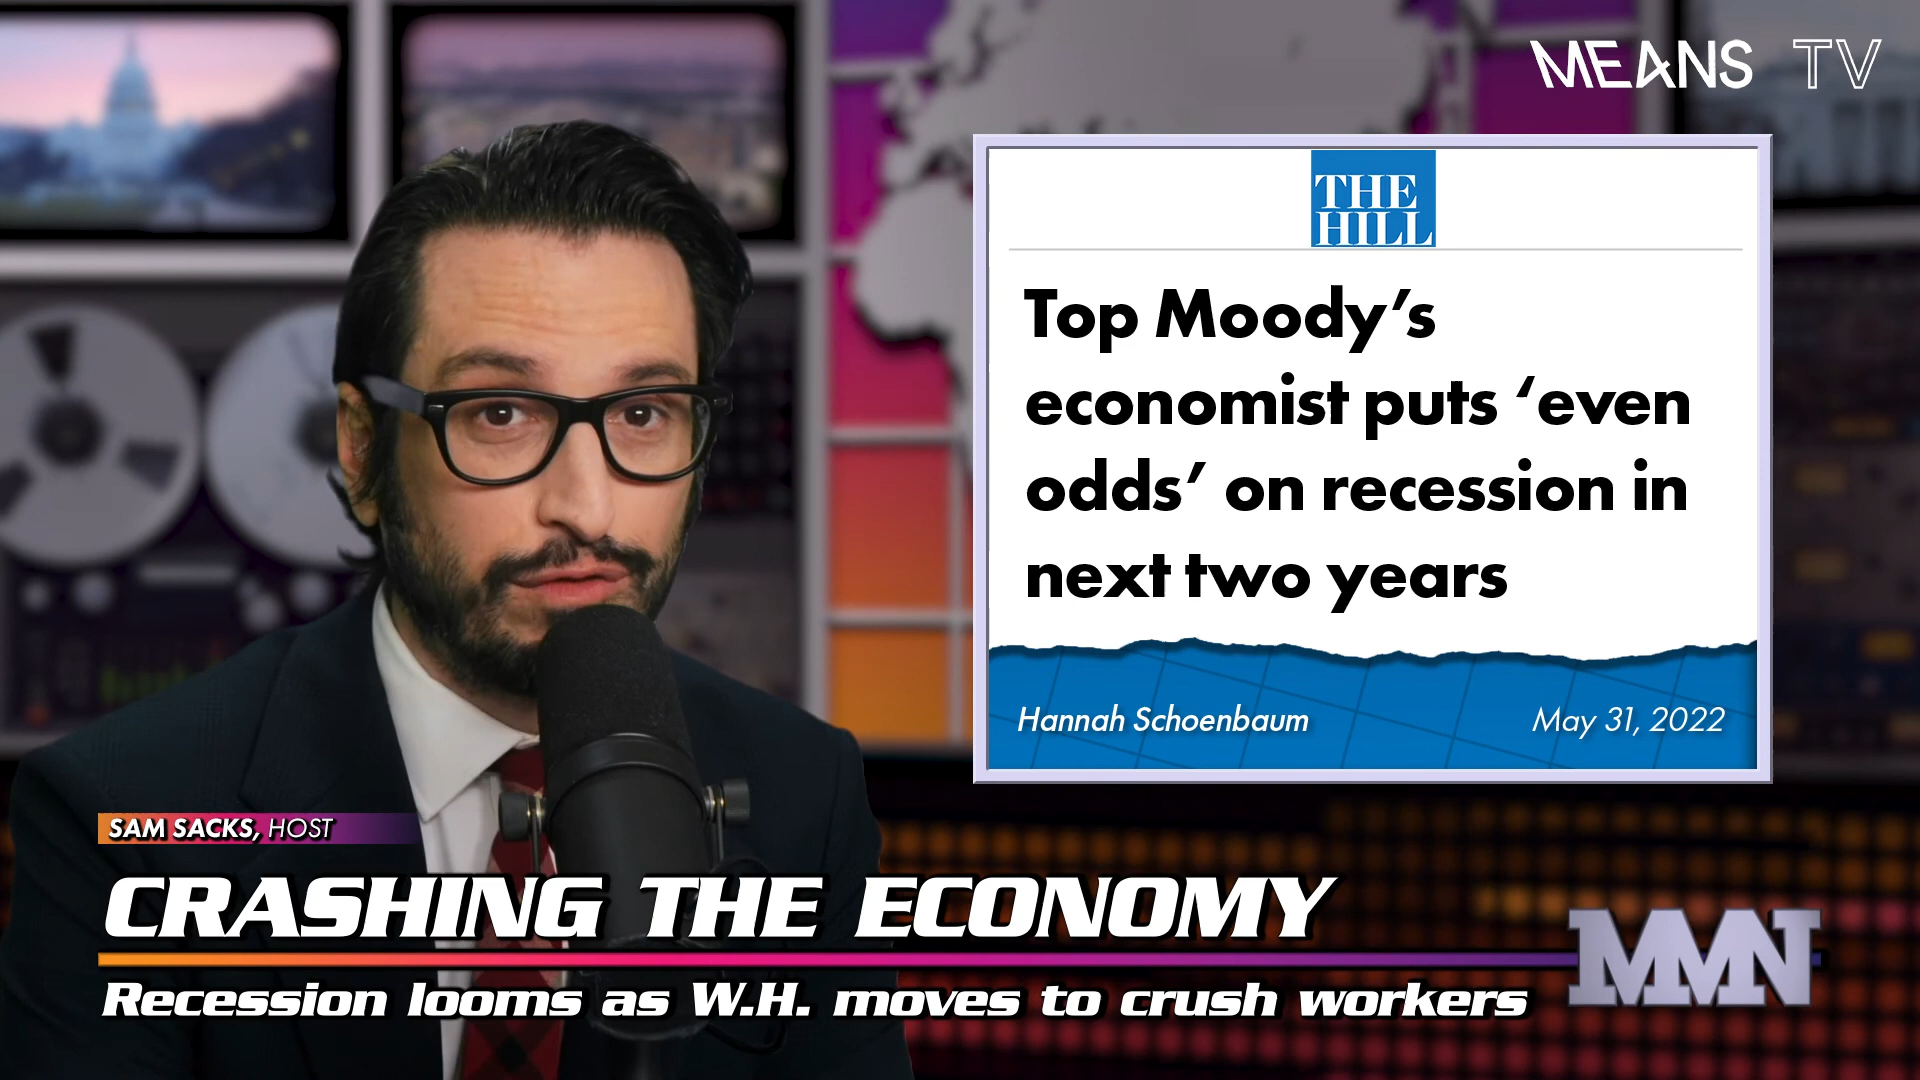 MEANS TV
THE
HILL
Top Moody’s
economist puts ‘even
odds’ on recession in
next two years
Hannah Schoenbaum
May 31, 2022
SAM SACKS, HOST
CRASHING THE ECONOMY
MMN
Recession looms as W.H. moves to crush workers